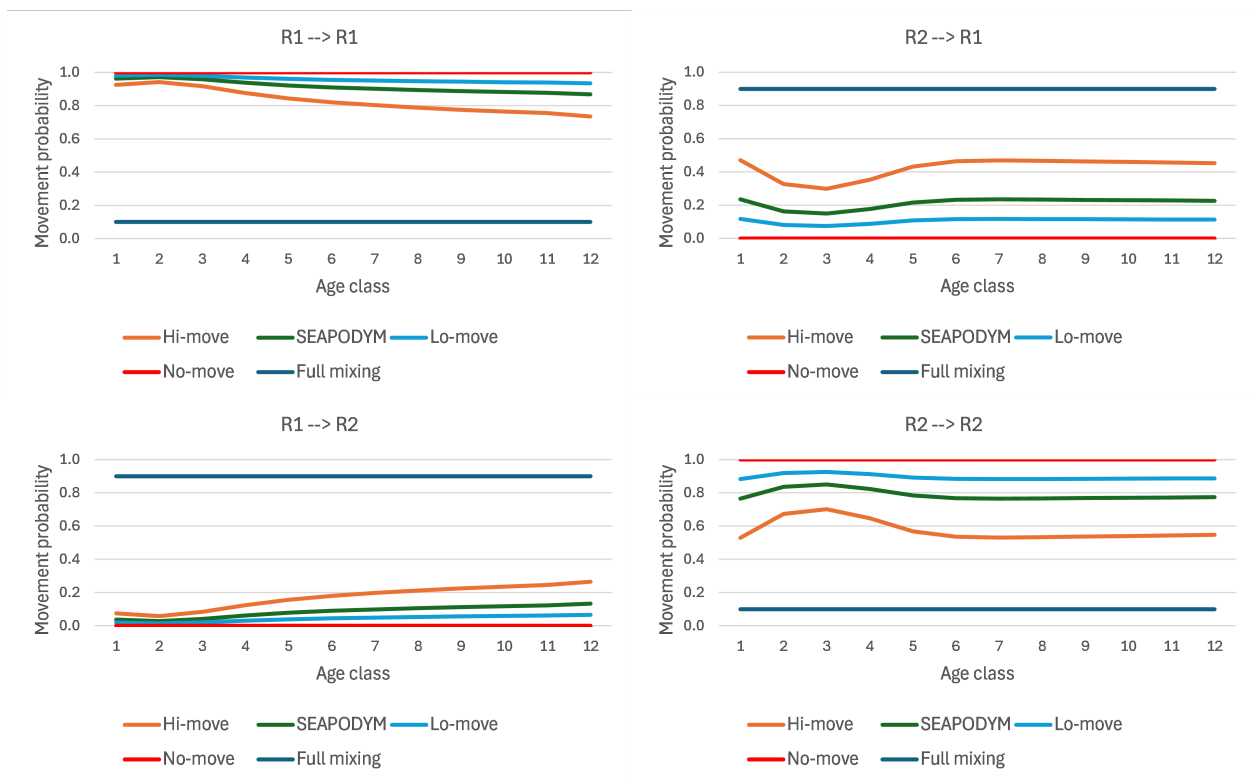 R1 --> R1
Movement probability
1.0
0.8
0.6
0.4
0.2
0.0
1 2 3 4 5 6 7 8 9 10 11 12
Age class
Hi-move SEAPODYM Lo-move
No-move Full mixing
R2 --> R1
Movement probability
1.0
0.8
0.6
0.4
0.2
0.0
1 2 3 4 5 6 7 8 9 10 11 12
Age class
Hi-move SEAPODYM Lo-move
No-move Full mixing
R1 --> R2
Movement probability
1.0
0.8
0.6
0.4
0.2
0.0
1 2 3 4 5 6 7 8 9 10 11 12
Age class
Hi-move SEAPODYM Lo-move
No-move Full mixing
R2 --> R2
Movement probability
1.0
0.8
0.6
0.4
0.2
0.0
1 2 3 4 5 6 7 8 9 10 11 12
Age class
Hi-move SEAPODYM Lo-move
No-move Full mixing